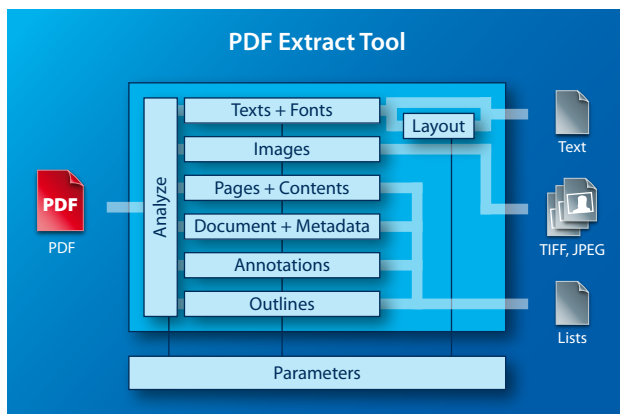 PDF Extract Tool
Texts + Fonts
Layout
Text
Images
Analyze
PDF
PDF
Pages + Contents
Document + Metadata
TIFF, JPEG
Annotations
Outlines
Lists
Parameters